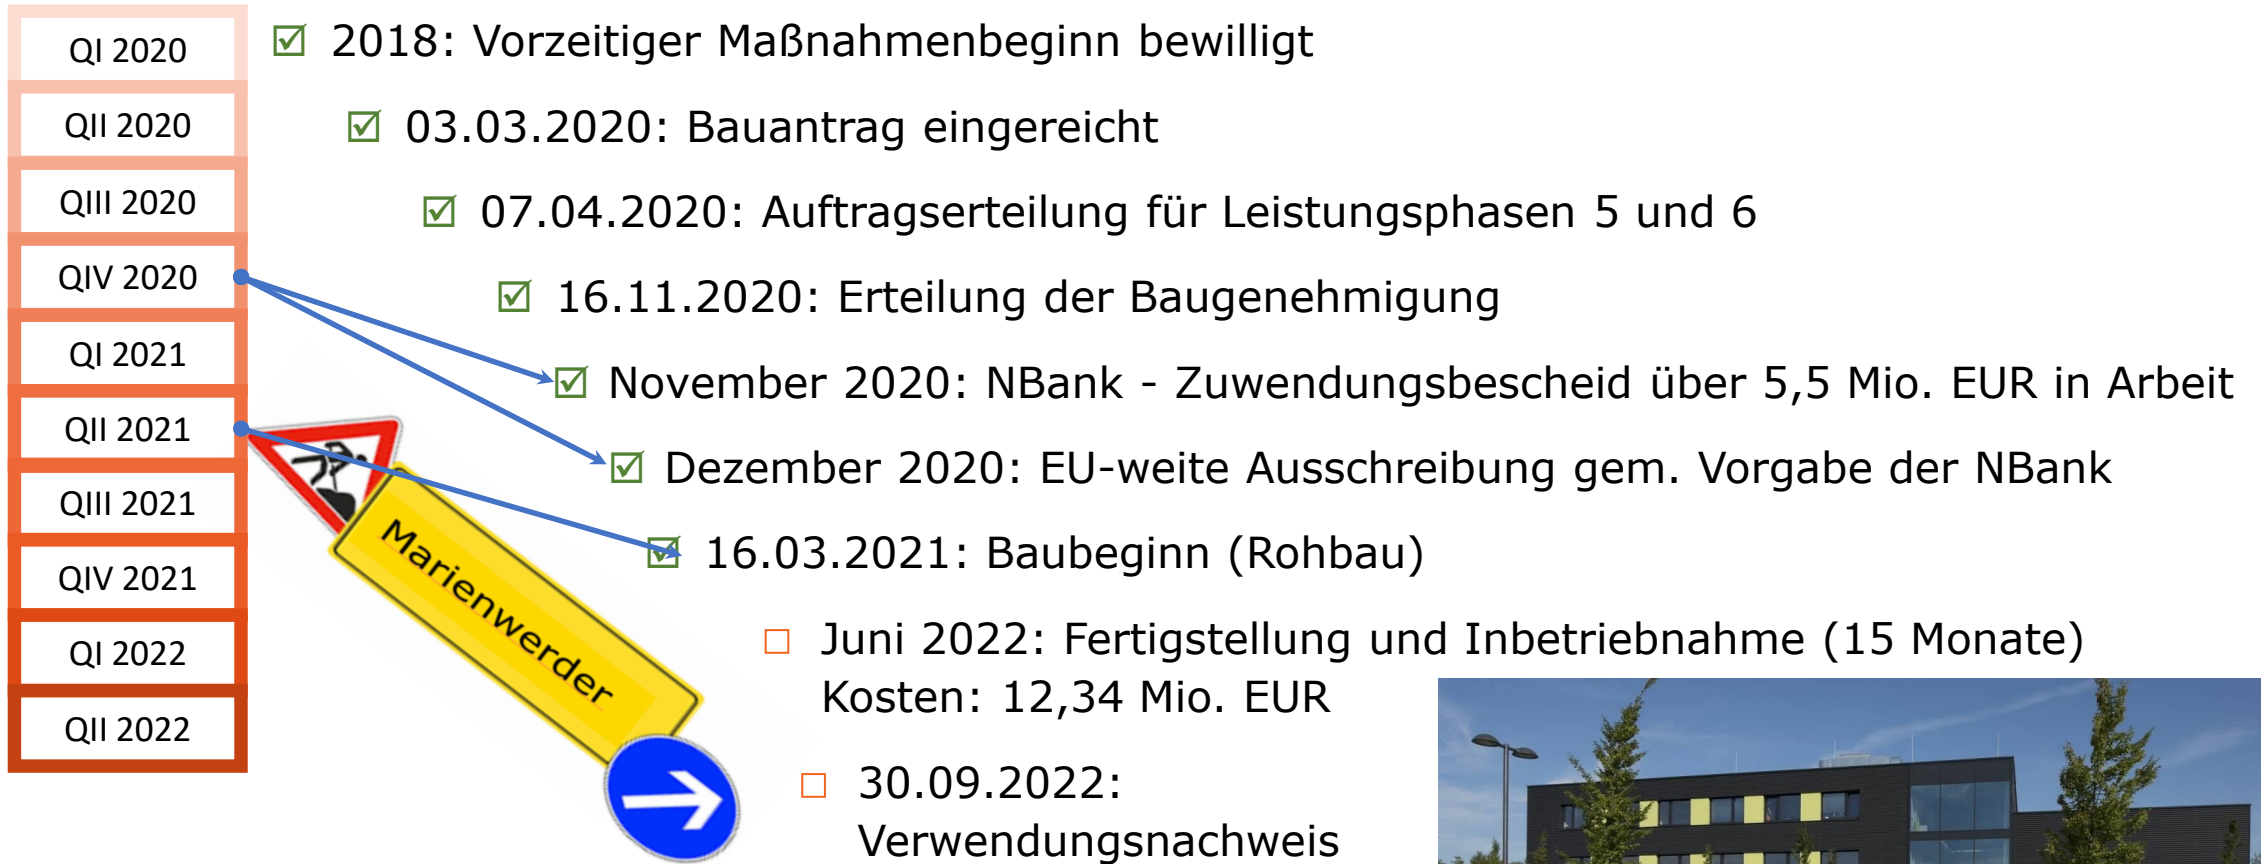 QI 2020
QII 2020
QIII 2020
QIV 2020
QI 2021
QII 2021
QIII 2021
QIV 2021
QI 2022
QII 2022
2018: Vorzeitiger Maßnahmenbeginn bewilligt
03.03.2020: Bauantrag eingereicht
07.04.2020: Auftragserteilung für Leistungsphasen 5 und 6
16.11.2020: Erteilung der Baugenehmigung
November 2020: NBank - Zuwendungsbescheid über 5,5 Mio. EUR in Arbeit
Dezember 2020: EU-weite Ausschreibung gem. Vorgabe der NBank
16.03.2021: Baubeginn (Rohbau)
Juni 2022: Fertigstellung und Inbetriebnahme (15 Monate)
Kosten: 12,34 Mio. EUR
30.09.2022:
Verwendungsnachweis
Marienwerder